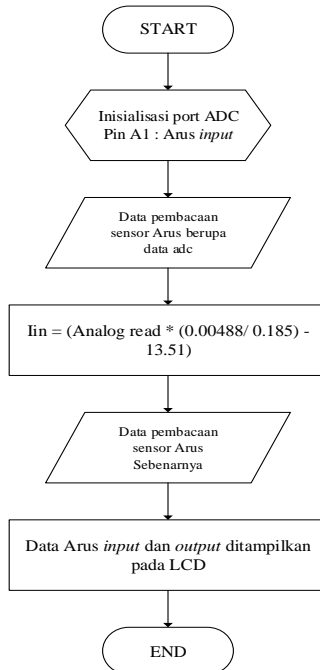 START
Inisialisasi port ADC
Pin A1 : Arus input
Data pembacaan
sensor Arus berupa
data adc
Iin = (Analog read * (0.00488/ 0.185) -
13.51)
Data pembacaan
sensor Arus
Sebenarnya
Data Arus input dan output ditampilkan
pada LCD
END